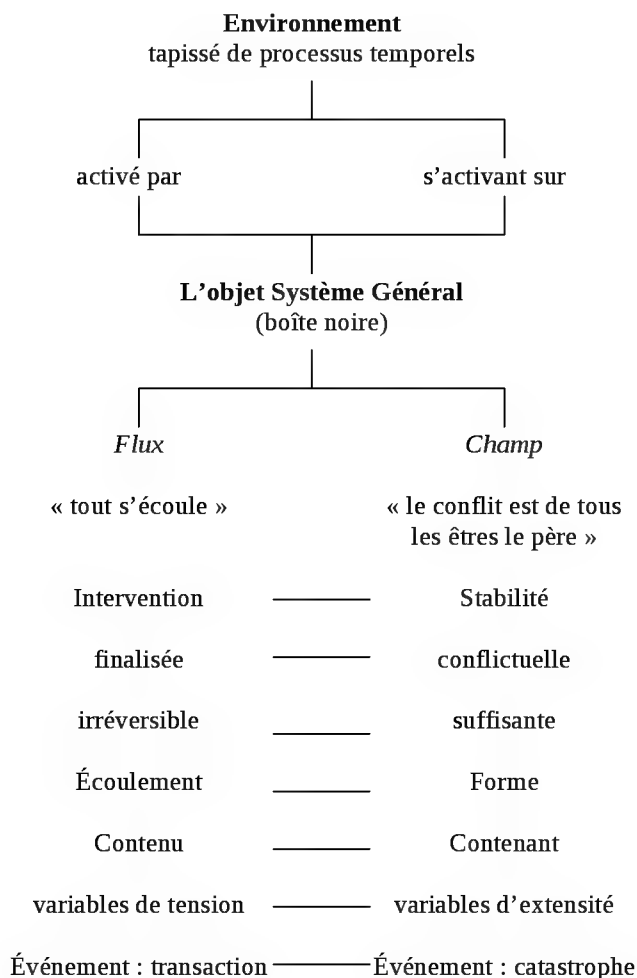 Environnement
tapissé de processus temporels
activé par
s’activant sur
L’objet Système Général
(boîte noire)
Flux
Champ
« tout s’écoule »
« le conflit est de tous
les êtres le père »
Intervention
Stabilité
finalisée
conflictuelle
irréversible
suffisante
Écoulement
Forme
Contenu
Contenant
variables de tension
variables d’extensité
Événement : transaction
Événement : catastrophe